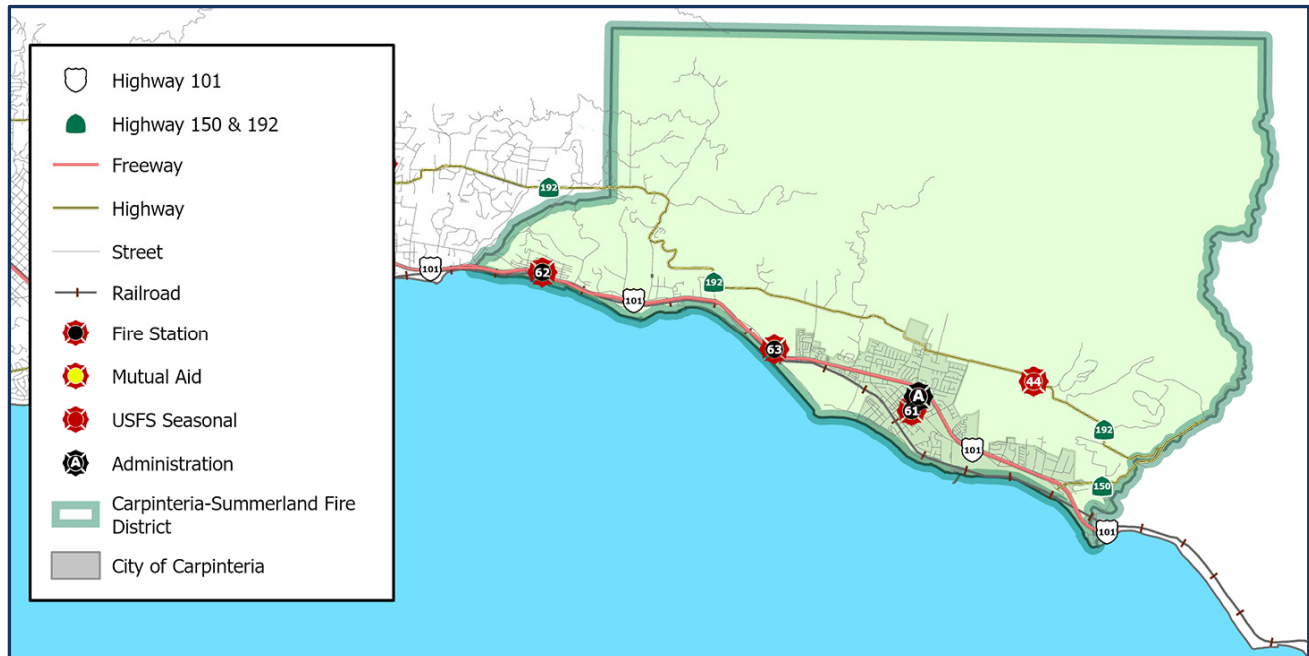 Highway 101
Highway 150 & 192
Freeway
Highway
Street
Railroad
Fire Station
Mutual Aid
USFS Seasonal
A
Administration
Carpinteria-Summerland Fire
District
City of Carpinteria
192
101
62
192
101
63
A
61
44
101
192
150
101